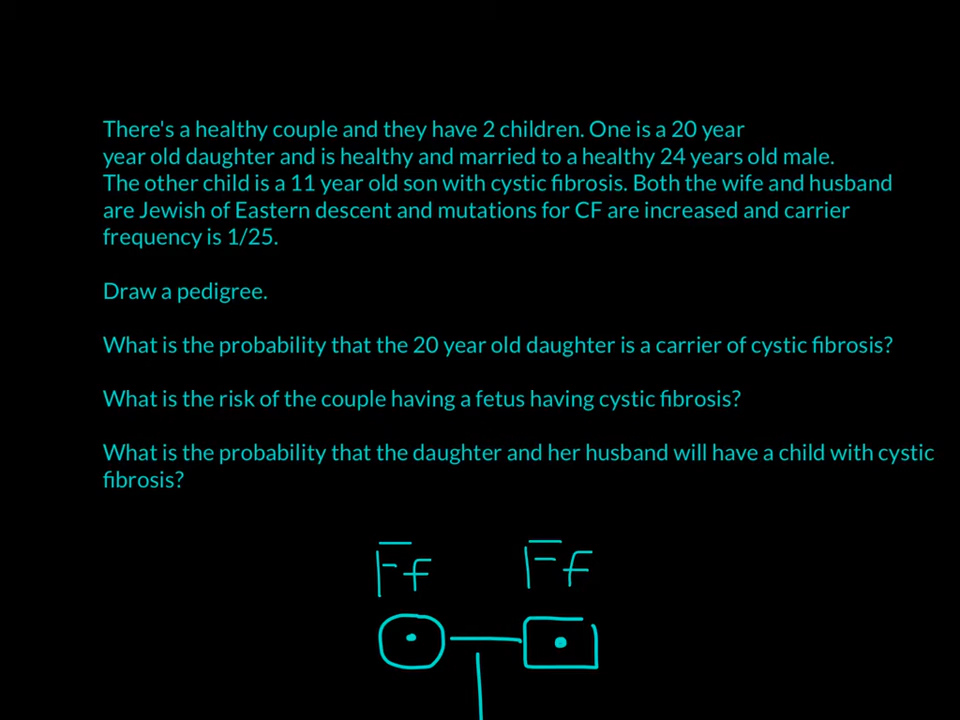 There's a healthy couple and they have 2 children. One is a 20 year
year old daughter and is healthy and married to a healthy 24 years old male.
The other child is a 11 year old son with cystic fibrosis. Both the wife and husband
are Jewish of Eastern descent and mutations for CF are increased and carrier
frequency is 1/25.
Draw a pedigree.
What is the probability that the 20 year old daughter is a carrier of cystic fibrosis?
What is the risk of the couple having a fetus having cystic fibrosis?
What is the probability that the daughter and her husband will have a child with cystic
fibrosis?
Ff Ff